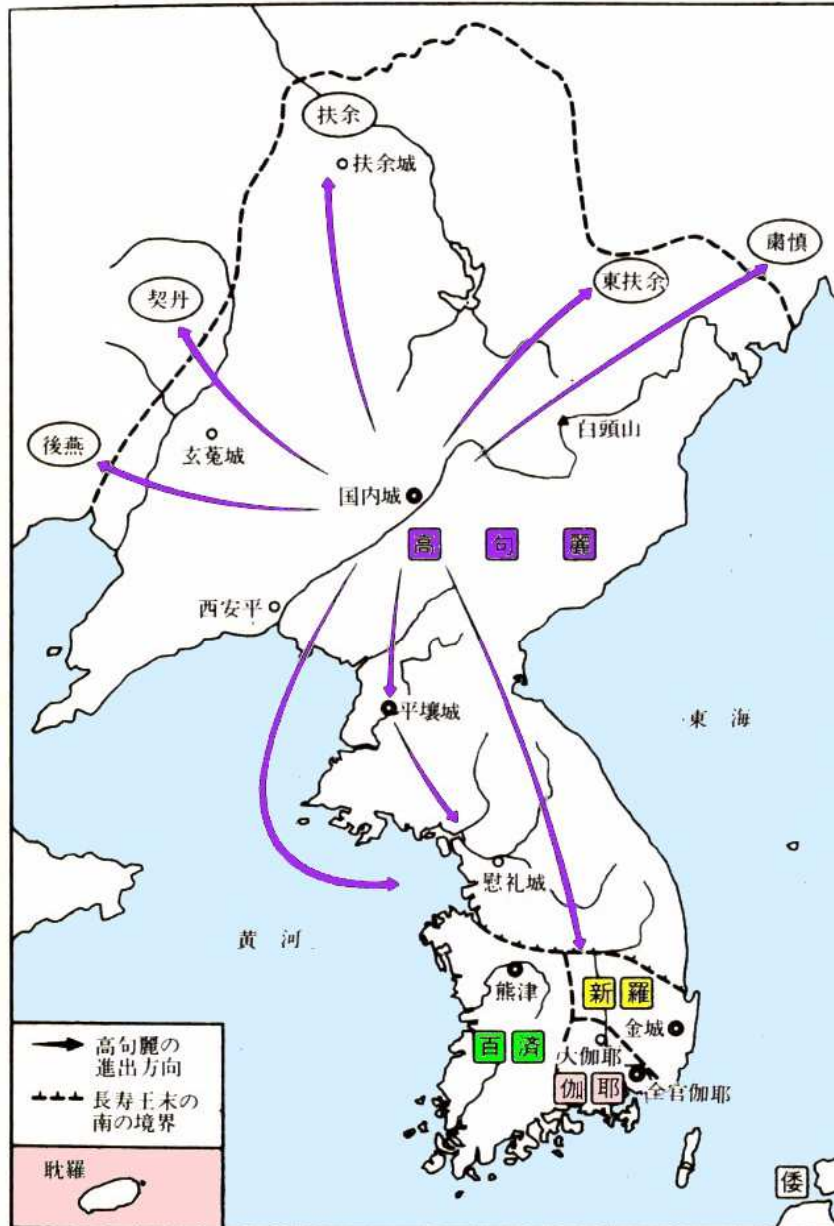 扶余
扶余城
粛慎
東扶余
契丹
後燕
玄菟城
白頭山
国内城
高句麗
西安平
平壌城
東海
慰礼城
黄河
熊津
新羅
金城
百済
大伽耶
伽耶
全官伽耶
高句麗の
進出方向
長寿王末の
南の境界
耽羅
倭